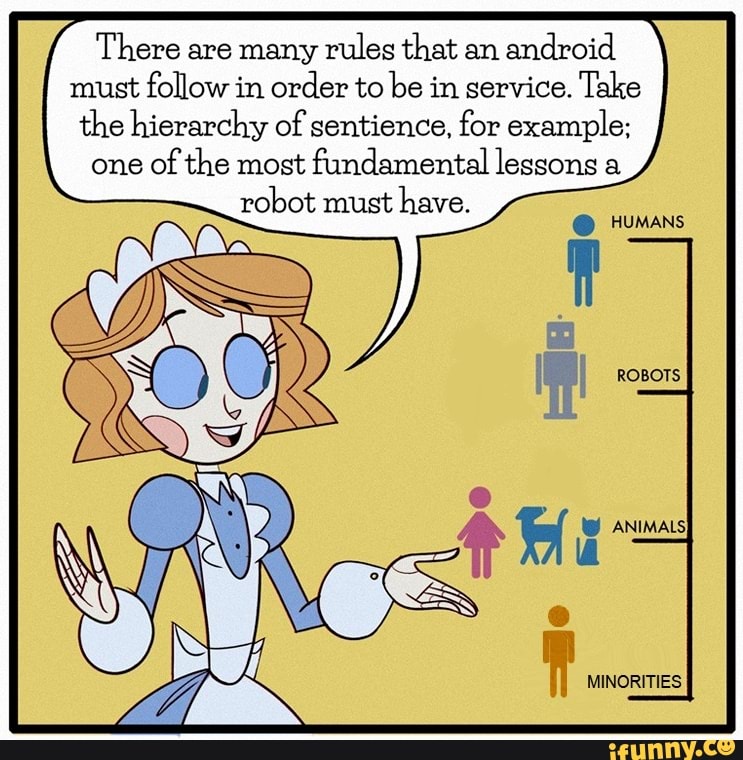 There are many rules that an android
must follow in order to be in service. Take
the hierarchy of sentience, for example;
one of the most fundamental lessons a
robot must have.
HUMANS
ROBOTS
ANIMALS
MINORITIES
ifunny.co